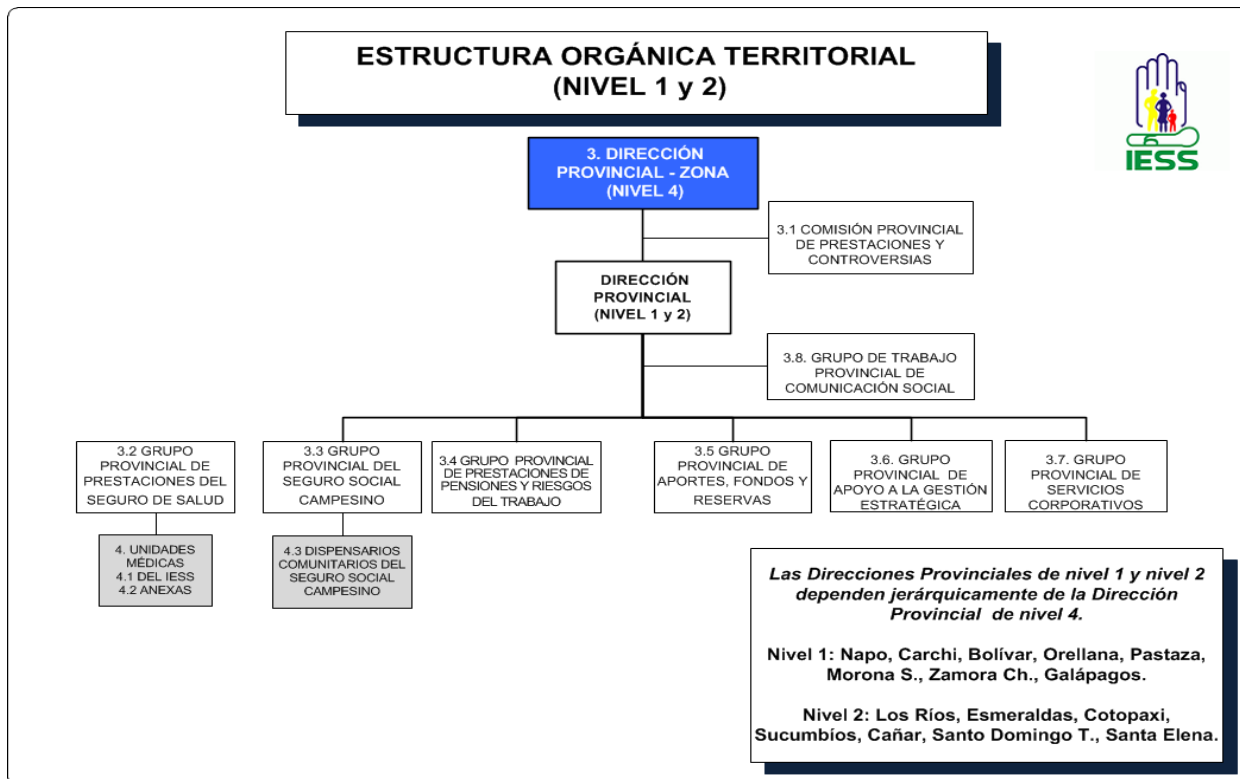 ESTRUCTURA ORGÁNICA TERRITORIAL
(NIVEL 1 y 2)
IESS
3. DIRECCIÓN
PROVINCIAL - ZONA
(NIVEL 4)
3.1 COMISIÓN PROVINCIAL
DE PRESTACIONES Y
CONTROVERSIAS
DIRECCIÓN
PROVINCIAL
(NIVEL 1 y 2)
3.8. GRUPO DE TRABAJO
PROVINCIAL DE
COMUNICACIÓN SOCIAL
3.2 GRUPO
PROVINCIAL DE
PRESTACIONES DEL
SEGURO DE SALUD
3.3 GRUPO
PROVINCIAL DEL
SEGURO SOCIAL
CAMPESINO
3.4 GRUPO PROVINCIAL
DE PRESTACIONES DE
PENSIONES Y RIESGOS
DEL TRABAJO
3.5 GRUPO
PROVINCIAL DE
APORTES, FONDOS Y
RESERVAS
3.6. GRUPO
PROVINCIAL DE
APOYO A LA GESTIÓN
ESTRATÉGICA
3.7. GRUPO
PROVINCIAL DE
SERVICIOS
CORPORATIVOS
4. UNIDADES
MÉDICAS
4.1 DEL IESS
4.2 ANEXAS
4.3 DISPENSARIOS
COMUNITARIOS DEL
SEGURO SOCIAL
CAMPESINO
Las Direcciones Provinciales de nivel 1 y nivel 2
dependen jerárquicamente de la Dirección
Provincial de nivel 4.
Nivel 1: Napo, Carchi, Bolívar, Orellana, Pastaza,
Morona S., Zamora Ch., Galápagos.
Nivel 2: Los Ríos, Esmeraldas, Cotopaxi,
Sucumbíos, Cañar, Santo Domingo T., Santa Elena.